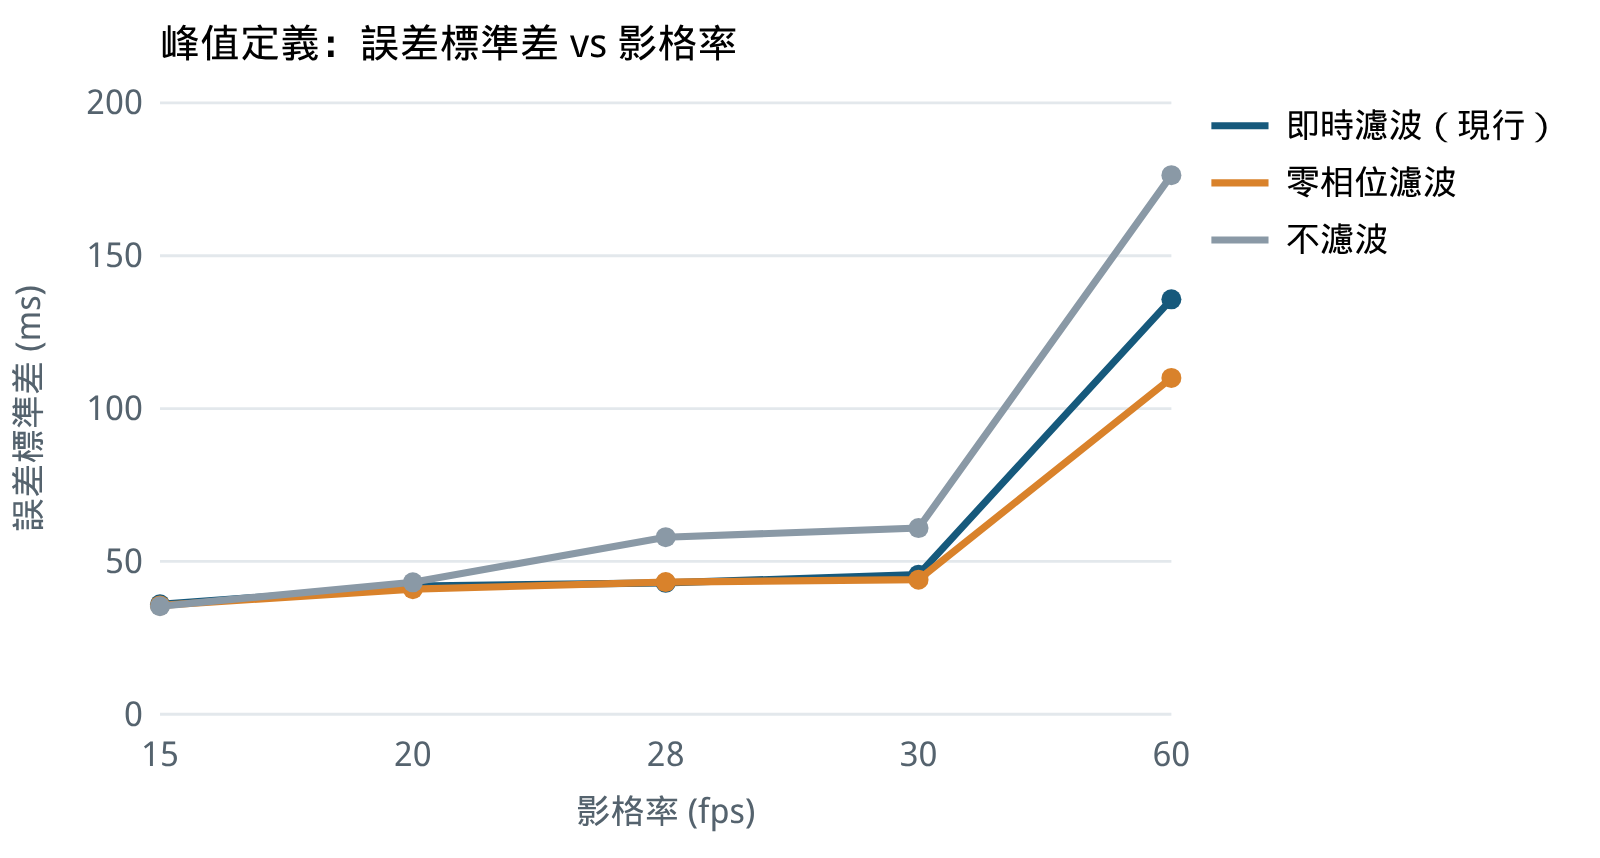 峰值定義：誤差標準差 vs 影格率
200
150
100
50
0
誤差標準差 (ms)
15 20 28 30 60
影格率 (fps)
即時濾波（現行）
零相位濾波
不濾波